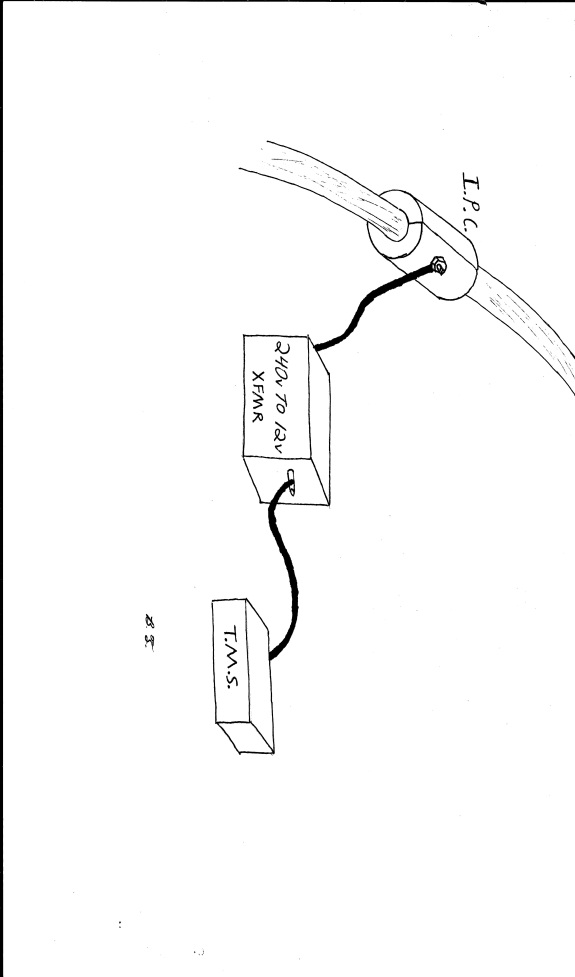 I.P.C.
240V TO 12V
XFMR
T.M.S.